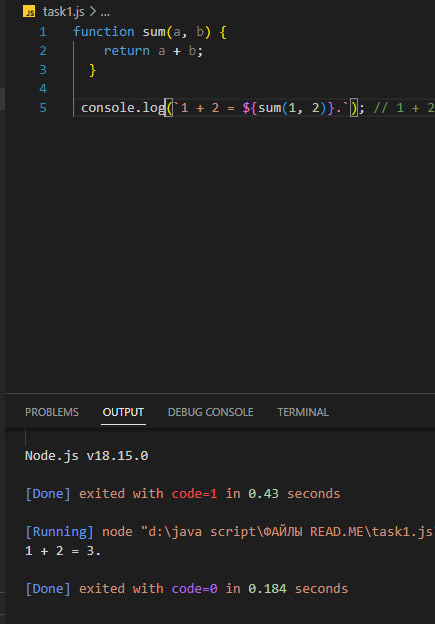 JS task1.js > ...
1 function sum(a, b) {
2 return a + b;
3 }
4
5 console.log(`1 + 2 = ${sum(1, 2)}.`); // 1 + 2
PROBLEMS OUTPUT DEBUG CONSOLE TERMINAL
Node.js v18.15.0
[Done] exited with code=1 in 0.43 seconds
[Running] node "d:\java script\ФАЙЛЫ READ.ME\task1.js"
1 + 2 = 3.
[Done] exited with code=0 in 0.184 seconds